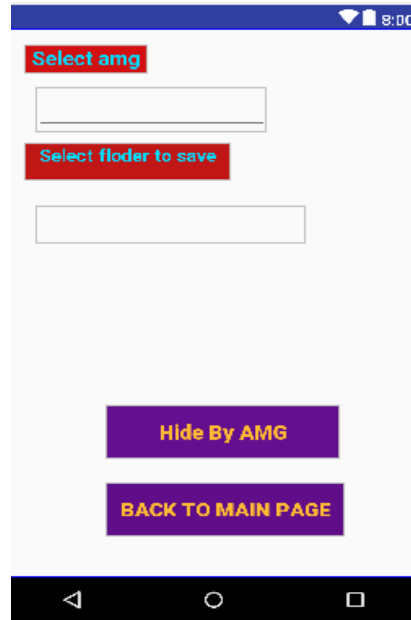 8:00
Select amg
Select floder to save
Hide By AMG
BACK TO MAIN PAGE